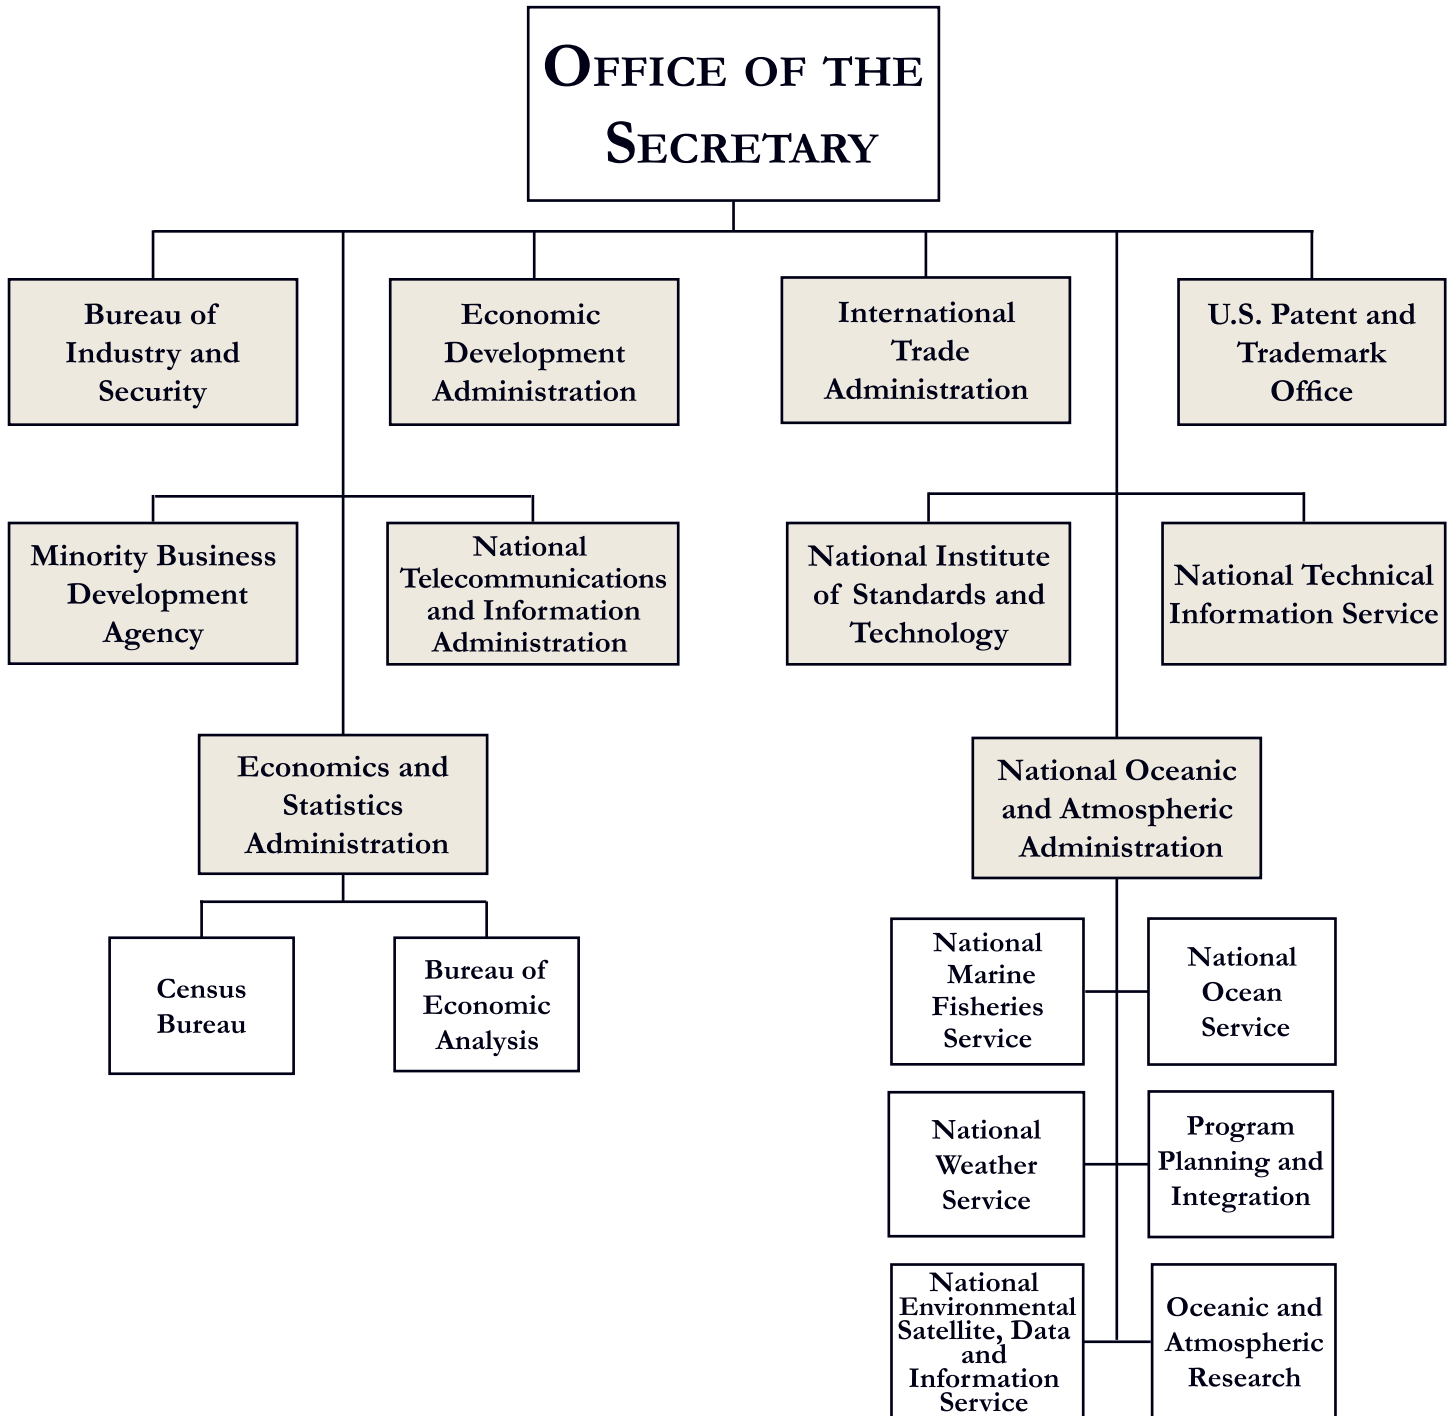 OFFICE OF THE
SECRETARY
Bureau of
Industry and
Security
Economic
Development
Administration
International
Trade
Administration
U.S. Patent and
Trademark
Office
Minority Business
Development
Agency
National
Telecommunications
and Information
Administration
National Institute
of Standards and
Technology
National Technical
Information Service
Economics and
Statistics
Administration
National Oceanic
and Atmospheric
Administration
Census
Bureau
Bureau of
Economic
Analysis
National
Marine
Fisheries
Service
National
Ocean
Service
National
Weather
Service
Program
Planning and
Integration
National
Environmental
Satellite, Data
and
Information
Service
Oceanic and
Atmospheric
Research